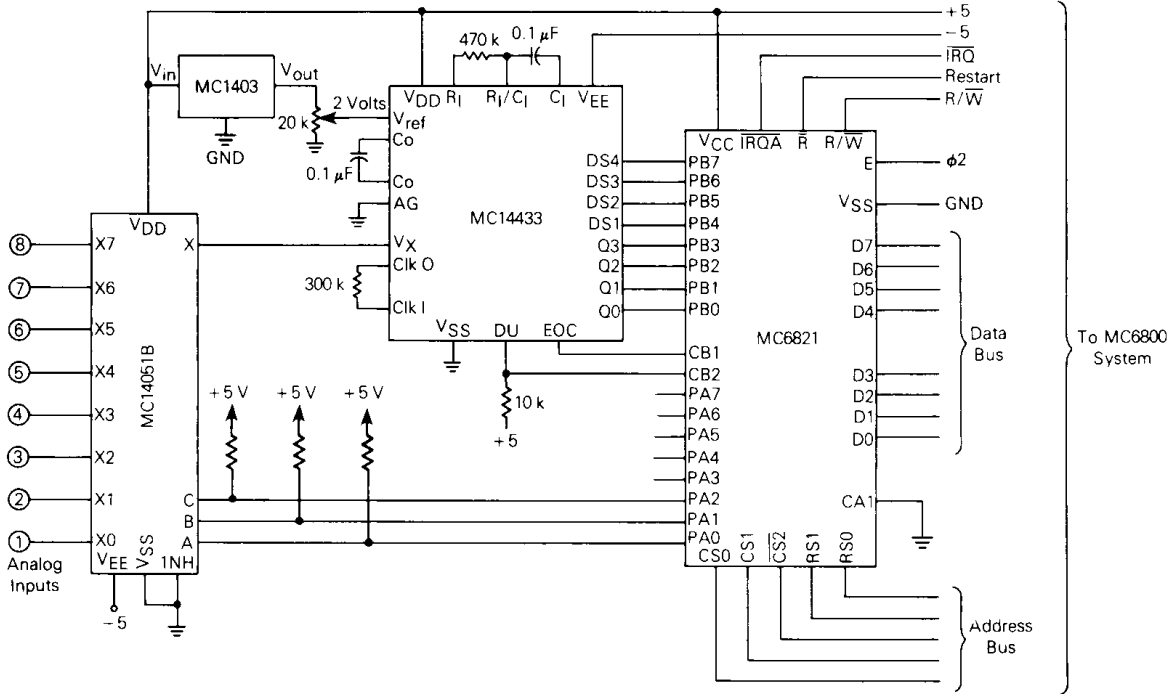 +5
-5
IRQ
Restart
R/W
470 k
0.1 µF
Vin
MC1403
Vout
GND
20 k
2 Volts
VDD
RI
RI/CI
CI
VEE
Vref
Co
0.1 µF
Co
AG
MC14433
VX
Clk O
300 k
Clk I
VSS
DU
EOC
DS4
DS3
DS2
DS1
Q3
Q2
Q1
Q0
10 k
+5
VCC
IRQA
R
R/W
PB7
PB6
PB5
PB4
PB3
PB2
PB1
PB0
CB1
CB2
PA7
PA6
PA5
PA4
PA3
PA2
PA1
PA0
MC6821
E
VSS
D7
D6
D5
D4
D3
D2
D1
D0
CA1
CS0
CS1
CS2
RS1
RS0
ϕ2
GND
Data
Bus
Address
Bus
To MC6800
System
VDD
X
8
X7
7
X6
6
X5
5
X4
4
X3
3
X2
2
X1
1
X0
Analog
Inputs
MC14051B
C
B
A
VEE
VSS
1NH
-5
+5 V
+5 V
+5 V